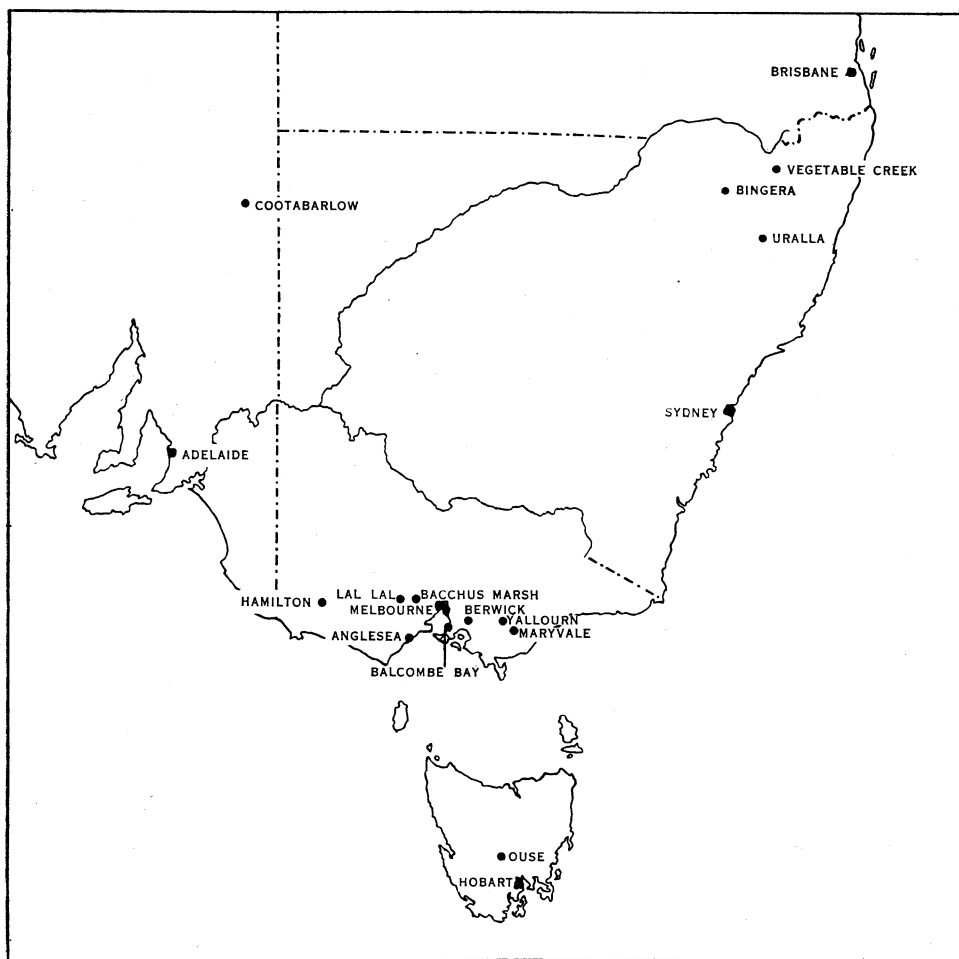 BRISBANE
VEGETABLE CREEK
BINGERA
COOTABARLOW
URALLA
SYDNEY
ADELAIDE
LAL LAL
BACCHUS MARSH
HAMILTON
MELBOURNE
BERWICK
YALLOURN
ANGLESEA
MARYVALE
BALCOMBE BAY
OUSE
HOBART